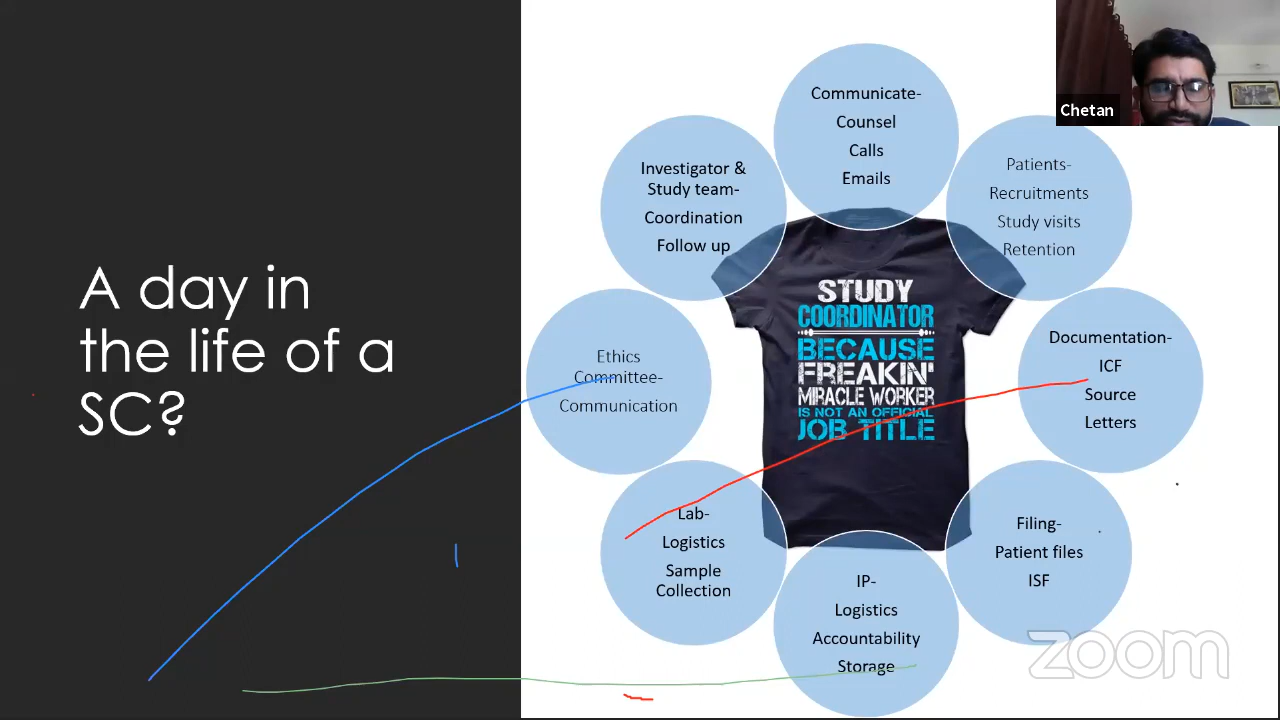 A day in
the life of a
SC?
Communicate-
Counsel
Calls
Emails
Patients-
Recruitments
Study visits
Retention
Documentation-
ICF
Source
Letters
Filing-
Patient files
ISF
IP-
Logistics
Accountability
Storage
Lab-
Logistics
Sample
Collection
Ethics
Committee-
Communication
Investigator &
Study team-
Coordination
Follow up
STUDY
COORDINATOR
BECAUSE
FREAKIN'
MIRACLE WORKER
IS NOT AN OFFICIAL
JOB TITLE
Chetan
zoom